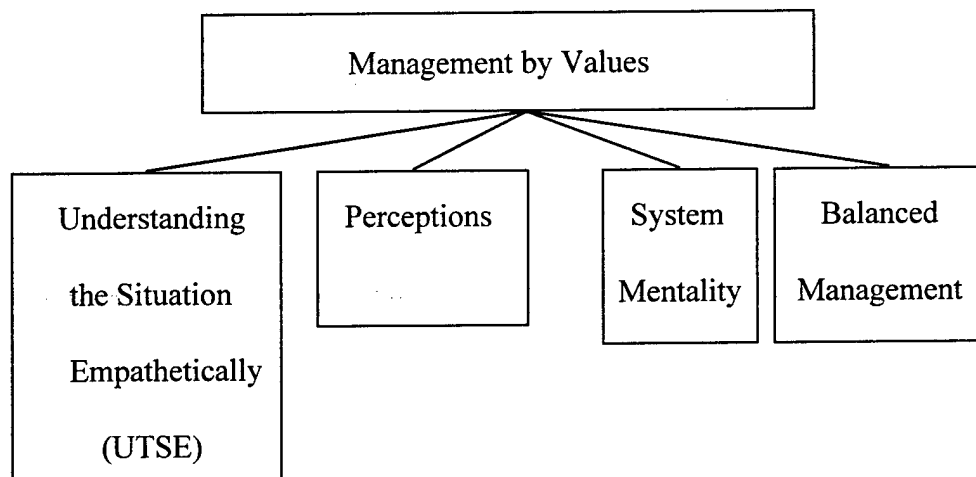 Management by Values
Understanding
the Situation
Empathetically
(UTSE)
Perceptions
System
Mentality
Balanced
Management